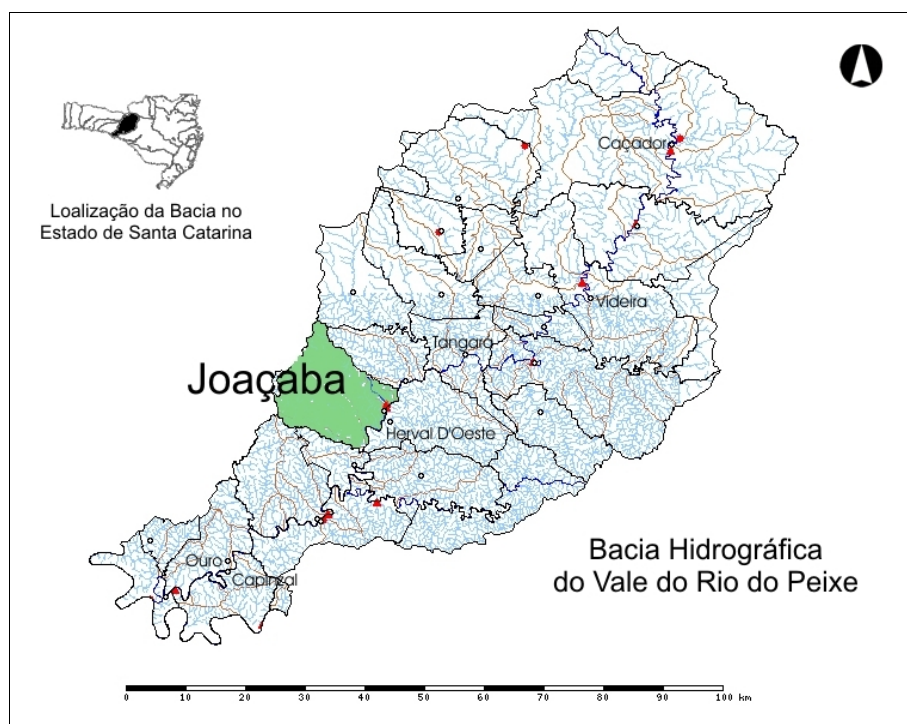 Loalização da Bacia no
Estado de Santa Catarina
Caçador
Videira
Tangará
Joaçaba
Herval D'Oeste
Ouro
Capinzal
Bacia Hidrográfica
do Vale do Rio do Peixe
0 10 20 30 40 50 60 70 80 90 100 km